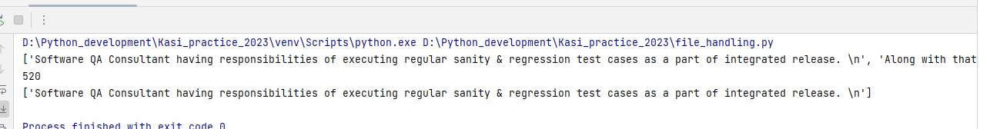 D:\Python_development\Kasi_practice_2023\venv\Scripts\python.exe D:\Python_development\Kasi_practice_2023\file_handling.py
['Software QA Consultant having responsibilities of executing regular sanity & regression test cases as a part of integrated release. \n', 'Along with that
520
['Software QA Consultant having responsibilities of executing regular sanity & regression test cases as a part of integrated release. \n']
Process finished with exit code 0